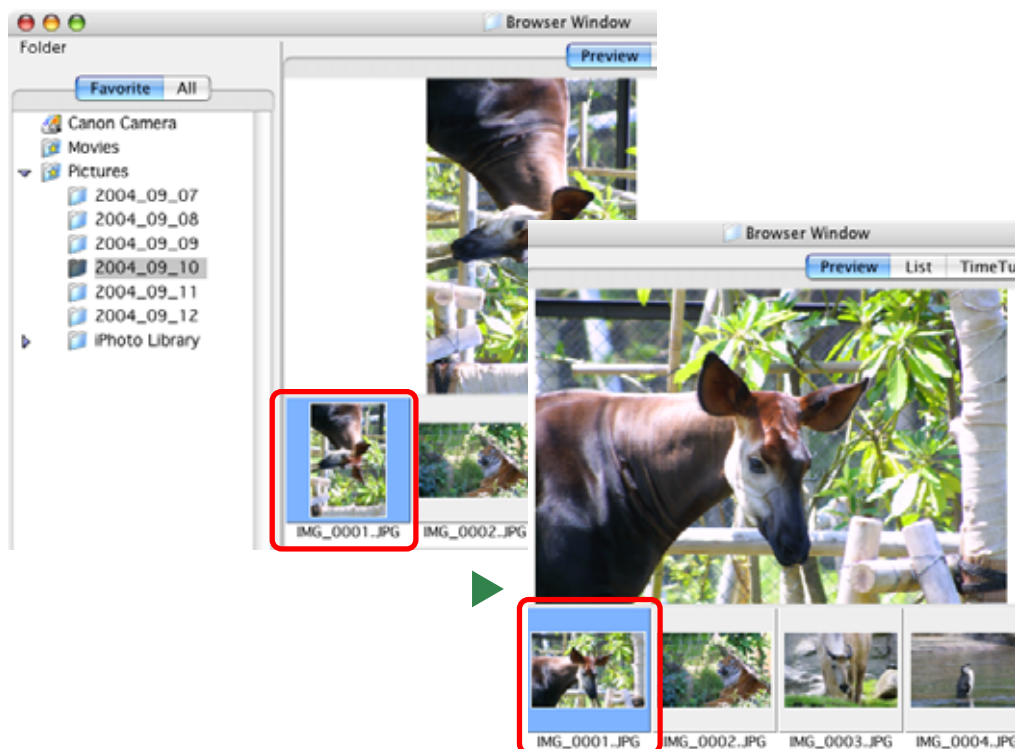 Browser Window
Folder
Preview
Favorite All
Canon Camera
Movies
Pictures
2004_09_07
2004_09_08
2004_09_09
2004_09_10
2004_09_11
2004_09_12
iPhoto Library
IMG_0001.JPG IMG_0002.JPG
Browser Window
Preview List TimeTu
IMG_0001.JPG IMG_0002.JPG IMG_0003.JPG IMG_0004.JPG